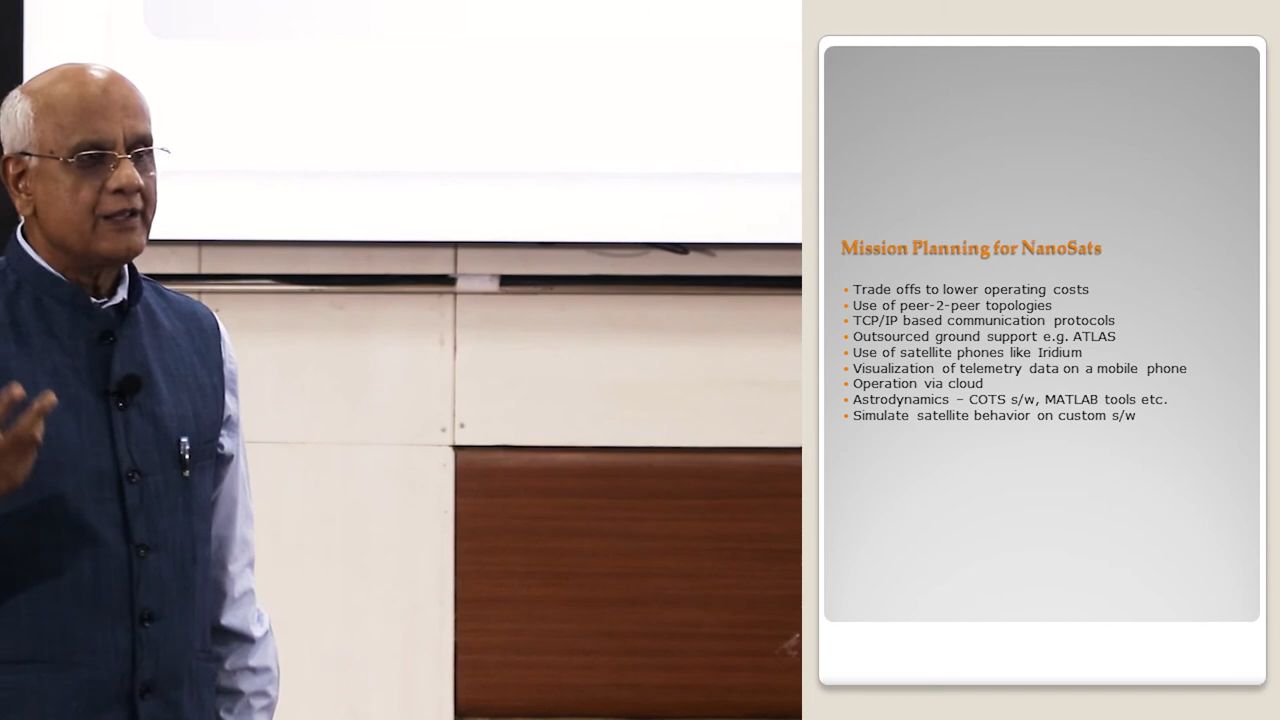 Mission Planning for NanoSats
• Trade offs to lower operating costs
• Use of peer-2-peer topologies
• TCP/IP based communication protocols
• Outsourced ground support e.g. ATLAS
• Use of satellite phones like Iridium
• Visualization of telemetry data on a mobile phone
• Operation via cloud
• Astrodynamics – COTS s/w, MATLAB tools etc.
• Simulate satellite behavior on custom s/w